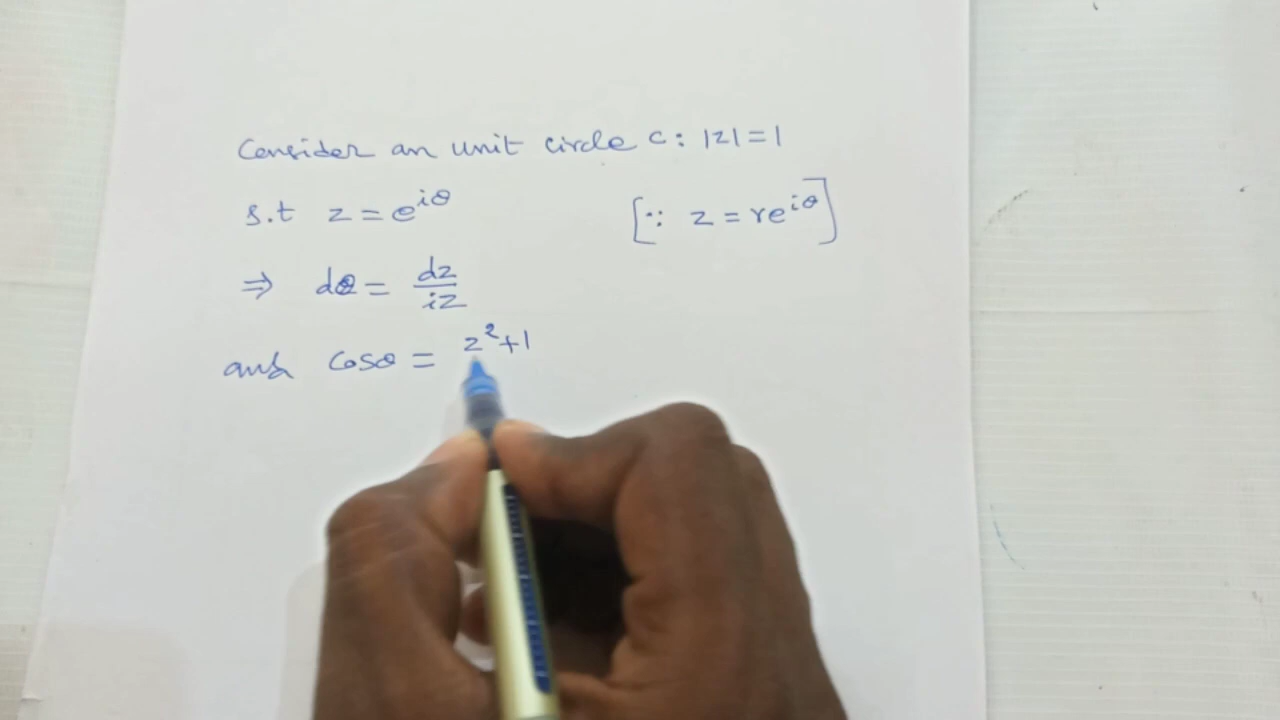 Consider an unit circle C: |z| = 1
s.t z = e^{iθ} [∵ z = re^{iθ}]
⇒ dθ = dz/iz
and cosθ = z²+1